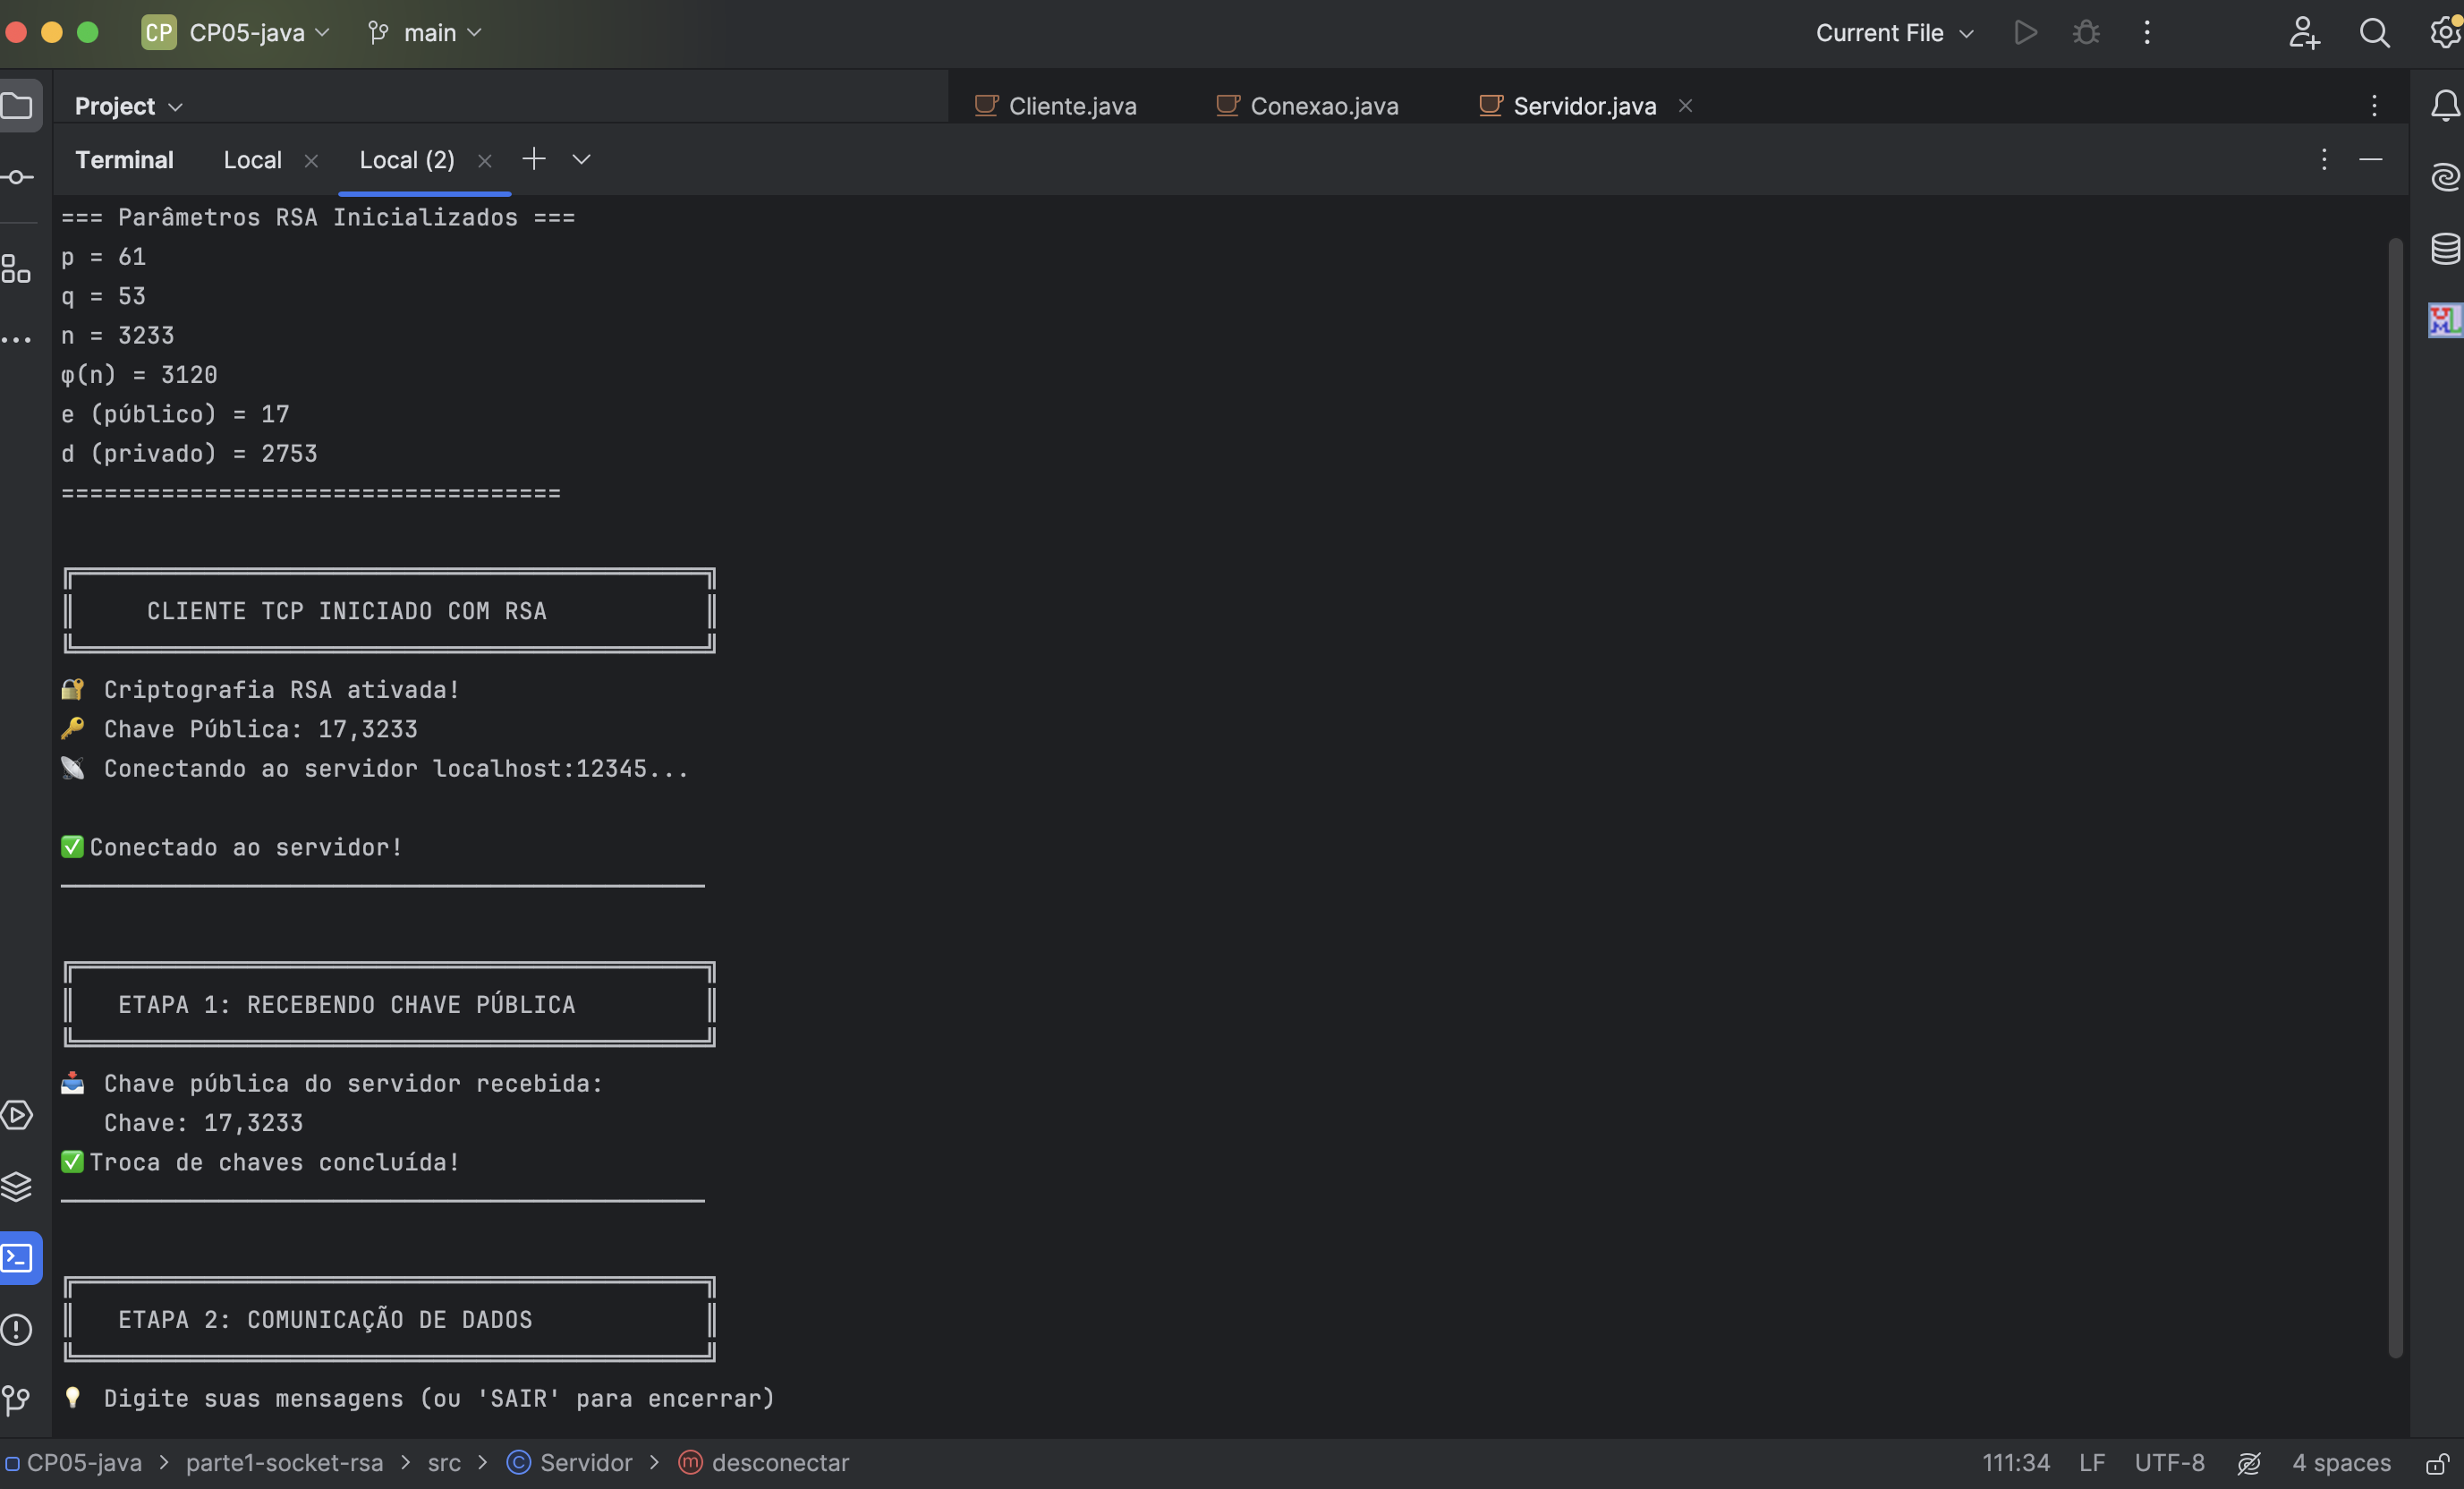 CP CP05-java main Current File
Project Cliente.java Conexao.java Servidor.java
Terminal Local Local (2)
=== Parâmetros RSA Inicializados ===
p = 61
q = 53
n = 3233
φ(n) = 3120
e (público) = 17
d (privado) = 2753
===================================
CLIENTE TCP INICIADO COM RSA
Criptografia RSA ativada!
Chave Pública: 17,3233
Conectando ao servidor localhost:12345...
Conectado ao servidor!
ETAPA 1: RECEBENDO CHAVE PÚBLICA
Chave pública do servidor recebida:
Chave: 17,3233
Troca de chaves concluída!
ETAPA 2: COMUNICAÇÃO DE DADOS
Digite suas mensagens (ou 'SAIR' para encerrar)
CP05-java > parte1-socket-rsa > src > C Servidor > m desconectar 111:34 LF UTF-8 4 spaces
UML